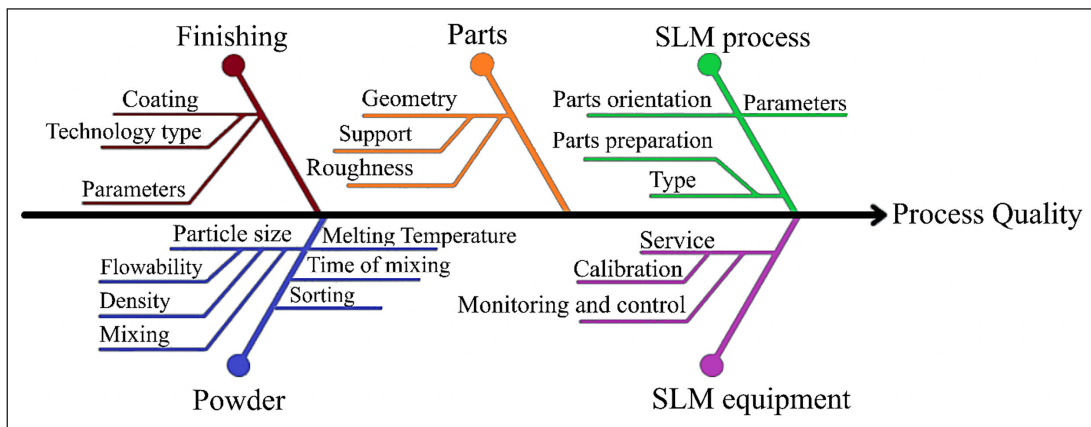 Finishing
Parts
SLM process
Coating
Technology type
Parameters
Geometry
Support
Roughness
Parts orientation
Parameters
Parts preparation
Type
Process Quality
Particle size
Melting Temperature
Flowability
Time of mixing
Density
Sorting
Mixing
Service
Calibration
Monitoring and control
Powder
SLM equipment